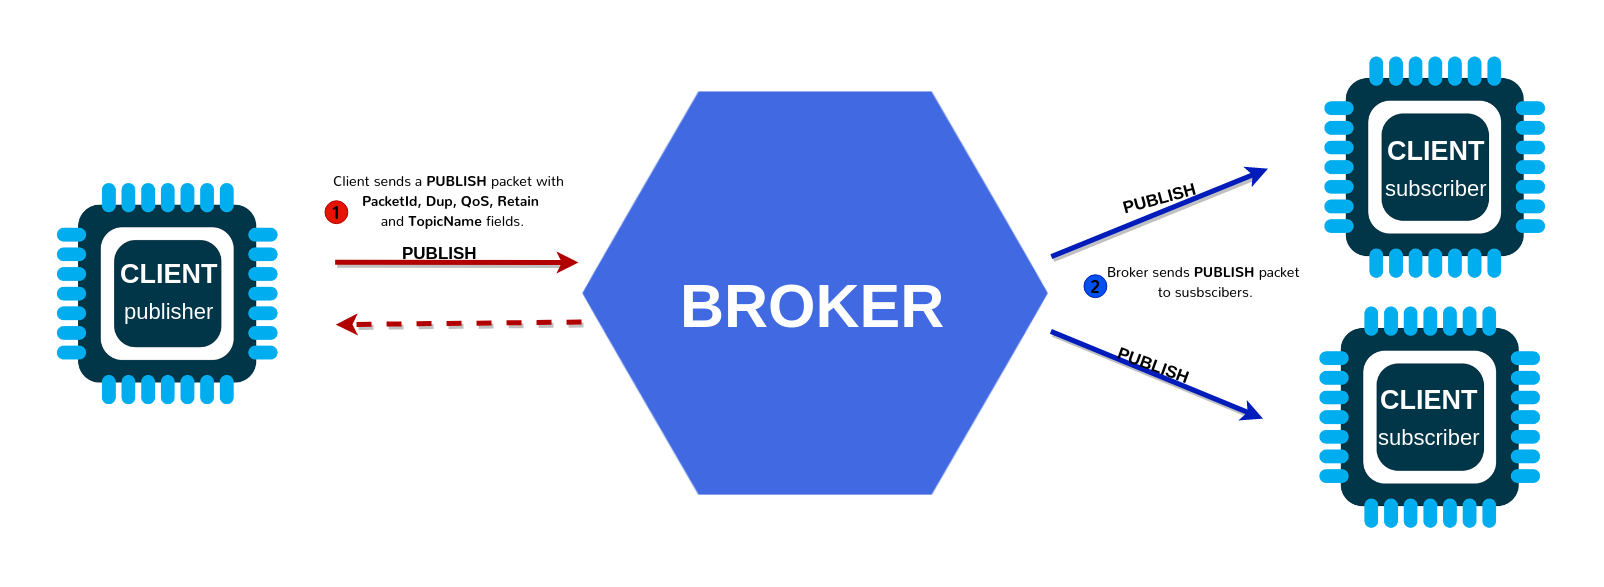 CLIENT
publisher
1
Client sends a PUBLISH packet with
PacketId, Dup, QoS, Retain
and TopicName fields.
PUBLISH
BROKER
PUBLISH
2
Broker sends PUBLISH packet
to susbscibers.
PUBLISH
CLIENT
subscriber
CLIENT
subscriber